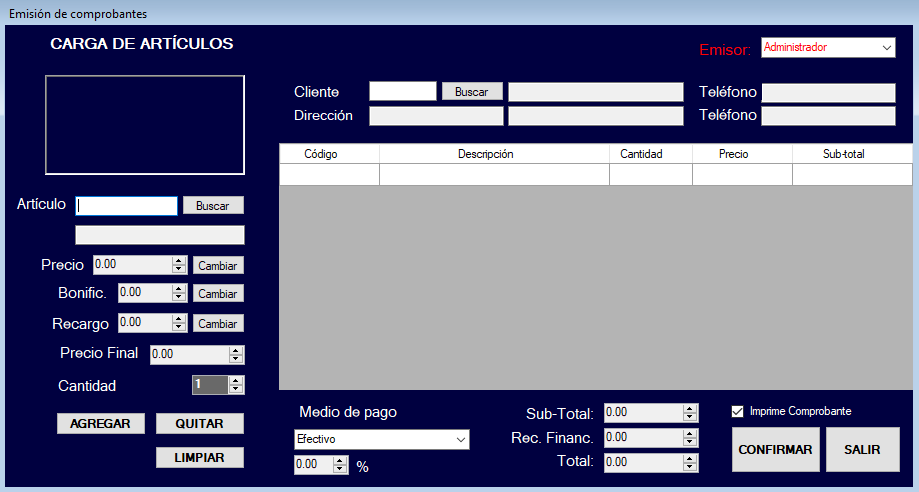 Emisión de comprobantes
CARGA DE ARTÍCULOS
Emisor: Administrador
Cliente Buscar Teléfono
Dirección Teléfono
Código Descripción Cantidad Precio Sub-total
Artículo Buscar
Precio 0.00 Cambiar
Bonific. 0.00 Cambiar
Recargo 0.00 Cambiar
Precio Final 0.00
Cantidad 1
AGREGAR QUITAR
LIMPIAR
Medio de pago
Efectivo
0.00 %
Sub-Total: 0.00
Rec. Financ. 0.00
Total: 0.00
Imprime Comprobante
CONFIRMAR SALIR